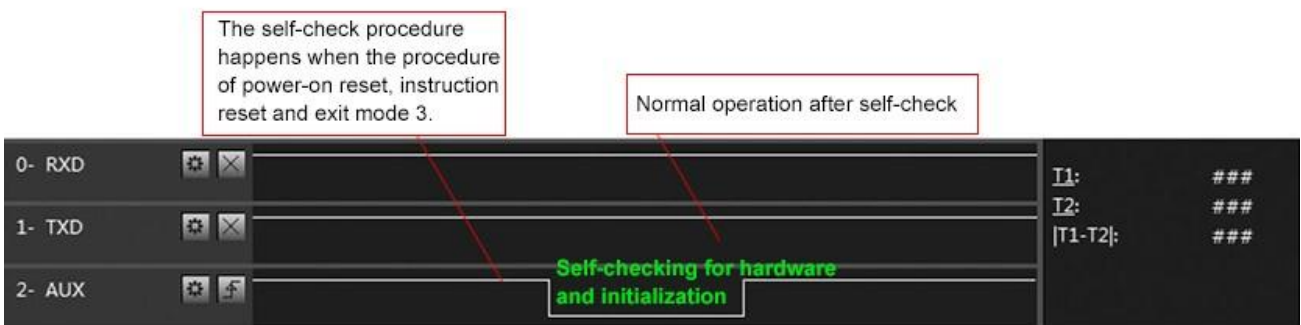 The self-check procedure
happens when the procedure
of power-on reset, instruction
reset and exit mode 3.
Normal operation after self-check
0- RXD
T1: ###
T2: ###
1- TXD
|T1-T2|: ###
Self-checking for hardware
and initialization
2- AUX